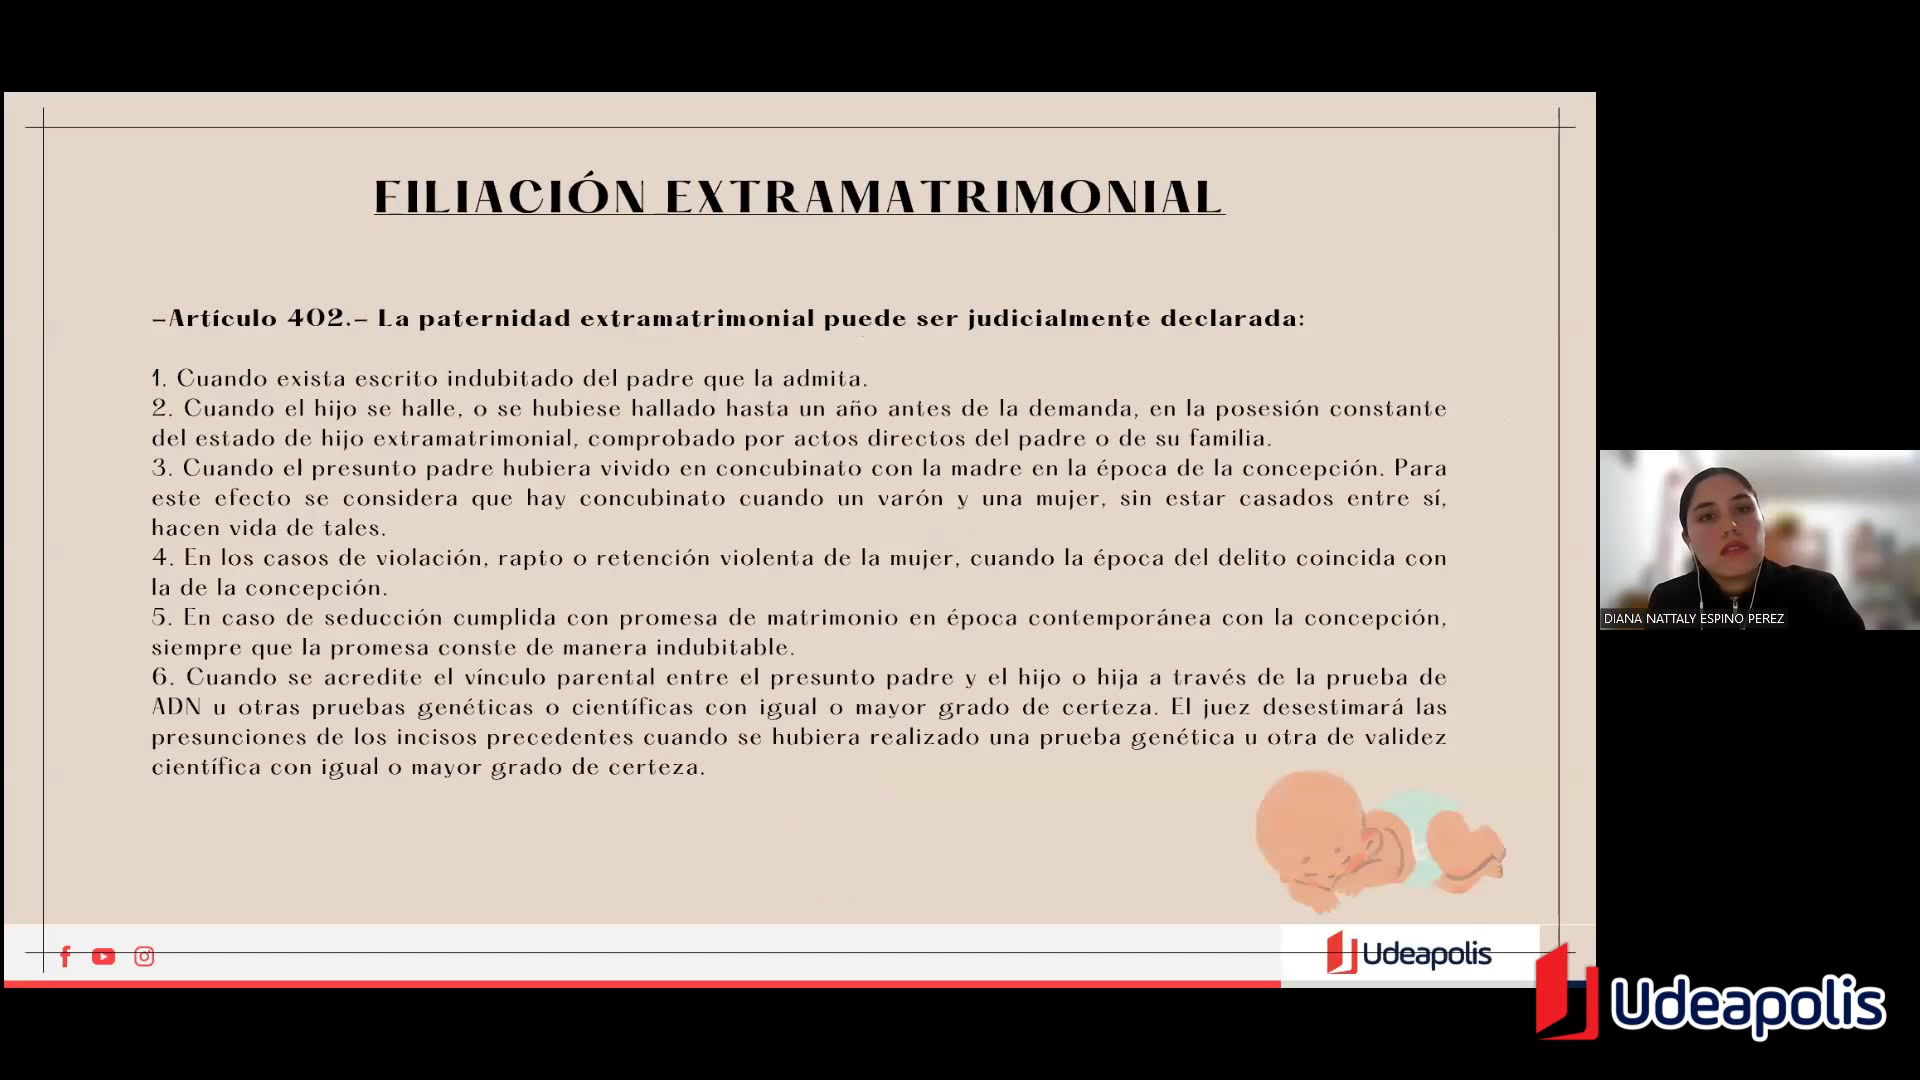 FILIACIÓN EXTRAMATRIMONIAL
-Artículo 402.- La paternidad extramatrimonial puede ser judicialmente declarada:
1. Cuando exista escrito indubitado del padre que la admita.
2. Cuando el hijo se halle, o se hubiese hallado hasta un año antes de la demanda, en la posesión constante
del estado de hijo extramatrimonial, comprobado por actos directos del padre o de su familia.
3. Cuando el presunto padre hubiera vivido en concubinato con la madre en la época de la concepción. Para
este efecto se considera que hay concubinato cuando un varón y una mujer, sin estar casados entre sí,
hacen vida de tales.
4. En los casos de violación, rapto o retención violenta de la mujer, cuando la época del delito coincida con
la de la concepción.
5. En caso de seducción cumplida con promesa de matrimonio en época contemporánea con la concepción,
siempre que la promesa conste de manera indubitable.
6. Cuando se acredite el vínculo parental entre el presunto padre y el hijo o hija a través de la prueba de
ADN u otras pruebas genéticas o científicas con igual o mayor grado de certeza. El juez desestimará las
presunciones de los incisos precedentes cuando se hubiera realizado una prueba genética u otra de validez
científica con igual o mayor grado de certeza.
DIANA NATTALY ESPINO PEREZ
Udeapolis
Udeapolis